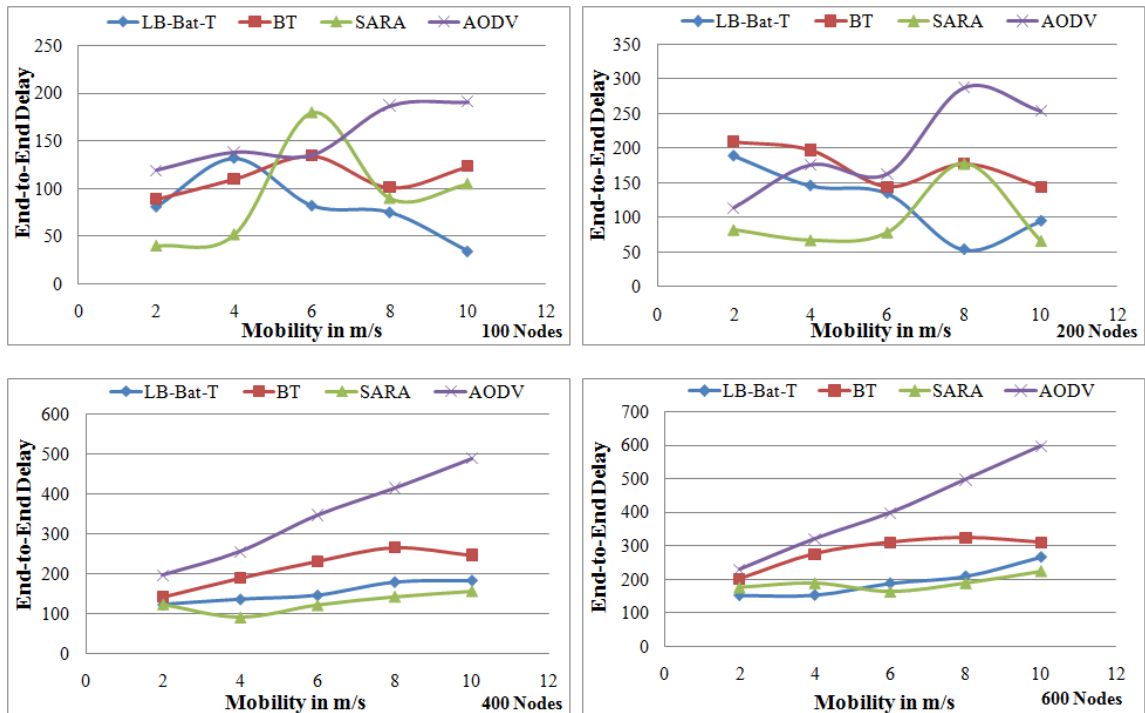 LB-Bat-T BT SARA AODV
End-to-End Delay
250
200
150
100
50
0
0 2 4 6 8 10 12
Mobility in m/s
100 Nodes
LB-Bat-T BT SARA AODV
End-to-End Delay
350
300
250
200
150
100
50
0
0 2 4 6 8 10 12
Mobility in m/s
200 Nodes
LB-Bat-T BT SARA AODV
End-to-End Delay
600
500
400
300
200
100
0
0 2 4 6 8 10 12
Mobility in m/s
400 Nodes
LB-Bat-T BT SARA AODV
End-to-End Delay
700
600
500
400
300
200
100
0
0 2 4 6 8 10 12
Mobility in m/s
600 Nodes